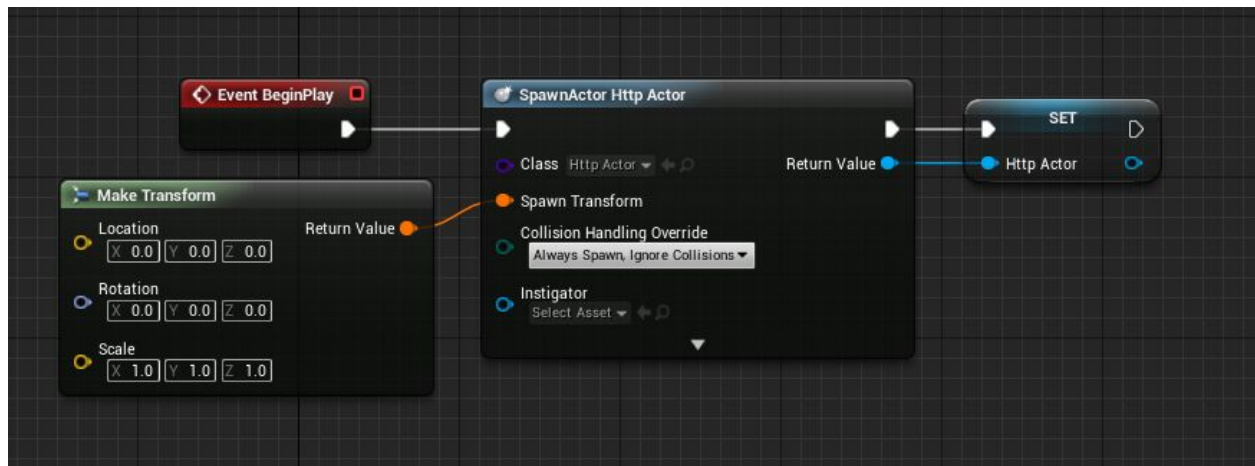 Event BeginPlay
SpawnActor Http Actor
Class Http Actor
Return Value
Spawn Transform
Collision Handling Override
Always Spawn, Ignore Collisions
Instigator
Select Asset
SET
Http Actor
Make Transform
Location
Return Value
X 0.0 Y 0.0 Z 0.0
Rotation
X 0.0 Y 0.0 Z 0.0
Scale
X 1.0 Y 1.0 Z 1.0